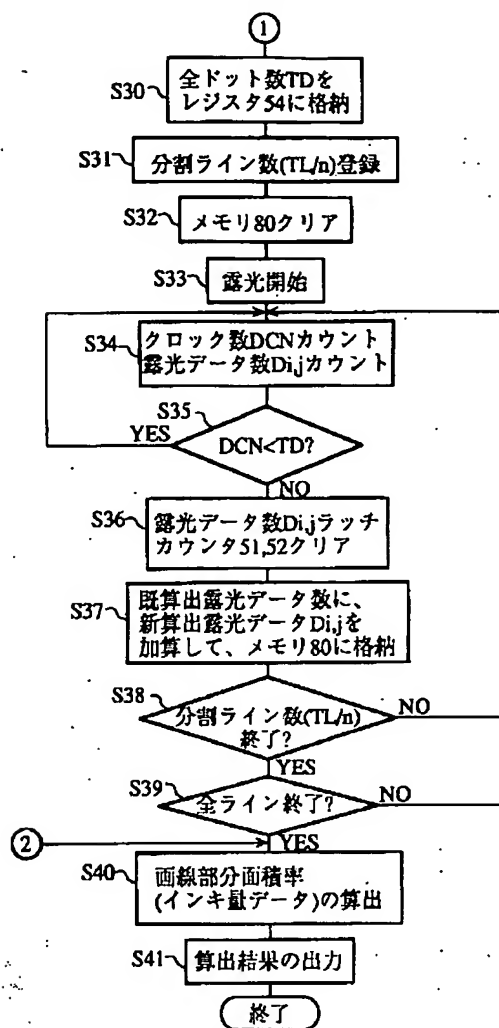 1
S30
全ドット数TDを
レジスタ54に格納
S31
分割ライン数(TL/n)登録
S32
メモリ80クリア
S33
露光開始
S34
クロック数DCNカウント
露光データ数Di,jカウント
S35
YES
DCN<TD?
NO
S36
露光データ数Di,jラッチ
カウンタ51,52クリア
S37
既算出露光データ数に、
新算出露光データDi,jを
加算して、メモリ80に格納
S38
分割ライン数(TL/n)
終了?
NO
YES
S39
全ライン終了?
NO
2
YES
S40
画線部分面積率
(インキ量データ)の算出
S41
算出結果の出力
終了